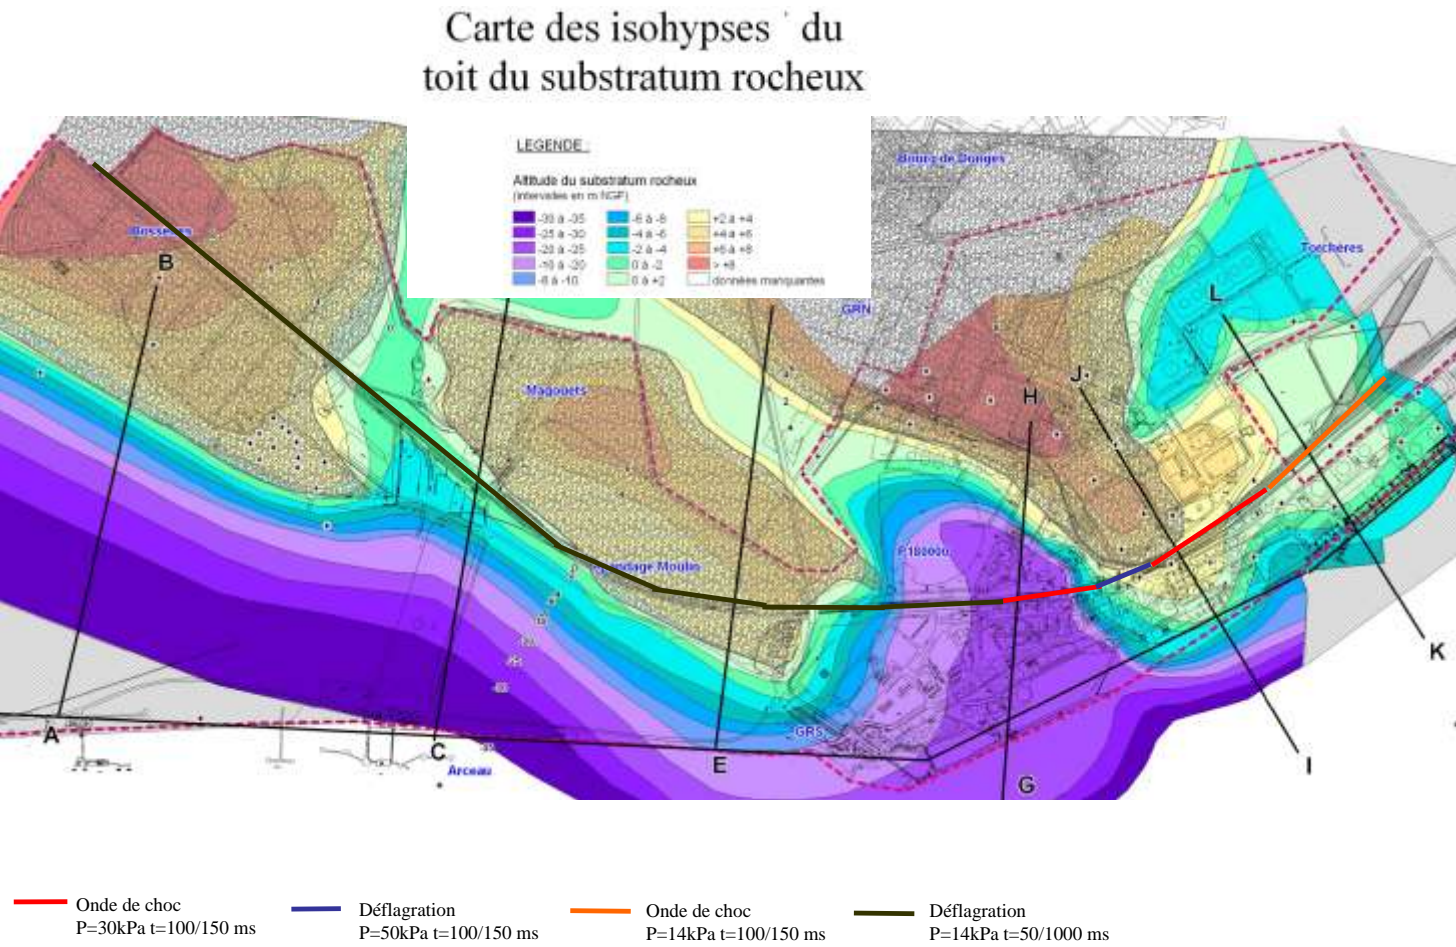 Carte des isohypses du
toit du substratum rocheux
LEGENDE :
Altitude du substratum rocheux
(intervalles en m NGF)
-30 à -35
-25 à -30
-20 à -25
-10 à -20
-8 à -10
-6 à -8
-4 à -6
-2 à -4
0 à -2
0 à +2
+2 à +4
+4 à +6
+6 à +8
> +8
données manquantes
Bourg de Donges
Torchères
Bossènes
B
L
GRN
J
H
Magouets
P180000
Sondage Moulin
K
A
C
GRS
E
I
Arceau
G
Onde de choc
P=30kPa t=100/150 ms
Déflagration
P=50kPa t=100/150 ms
Onde de choc
P=14kPa t=100/150 ms
Déflagration
P=14kPa t=50/1000 ms